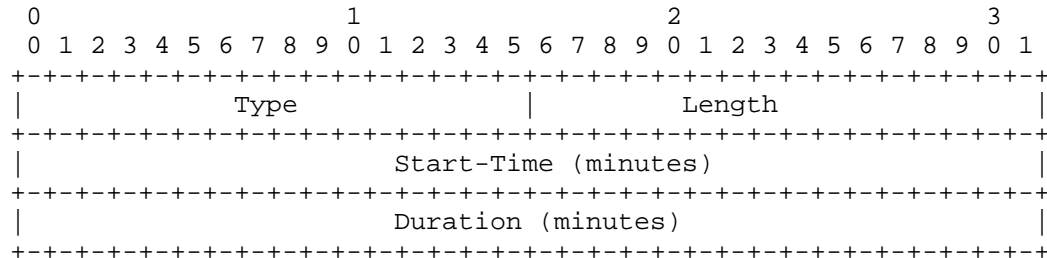 0                   1                   2                   3
 0 1 2 3 4 5 6 7 8 9 0 1 2 3 4 5 6 7 8 9 0 1 2 3 4 5 6 7 8 9 0 1
+-+-+-+-+-+-+-+-+-+-+-+-+-+-+-+-+-+-+-+-+-+-+-+-+-+-+-+-+-+-+-+-+
|             Type              |         Length                |
+-+-+-+-+-+-+-+-+-+-+-+-+-+-+-+-+-+-+-+-+-+-+-+-+-+-+-+-+-+-+-+-+
|                       Start-Time (minutes)                    |
+-+-+-+-+-+-+-+-+-+-+-+-+-+-+-+-+-+-+-+-+-+-+-+-+-+-+-+-+-+-+-+-+
|                       Duration (minutes)                      |
+-+-+-+-+-+-+-+-+-+-+-+-+-+-+-+-+-+-+-+-+-+-+-+-+-+-+-+-+-+-+-+-+